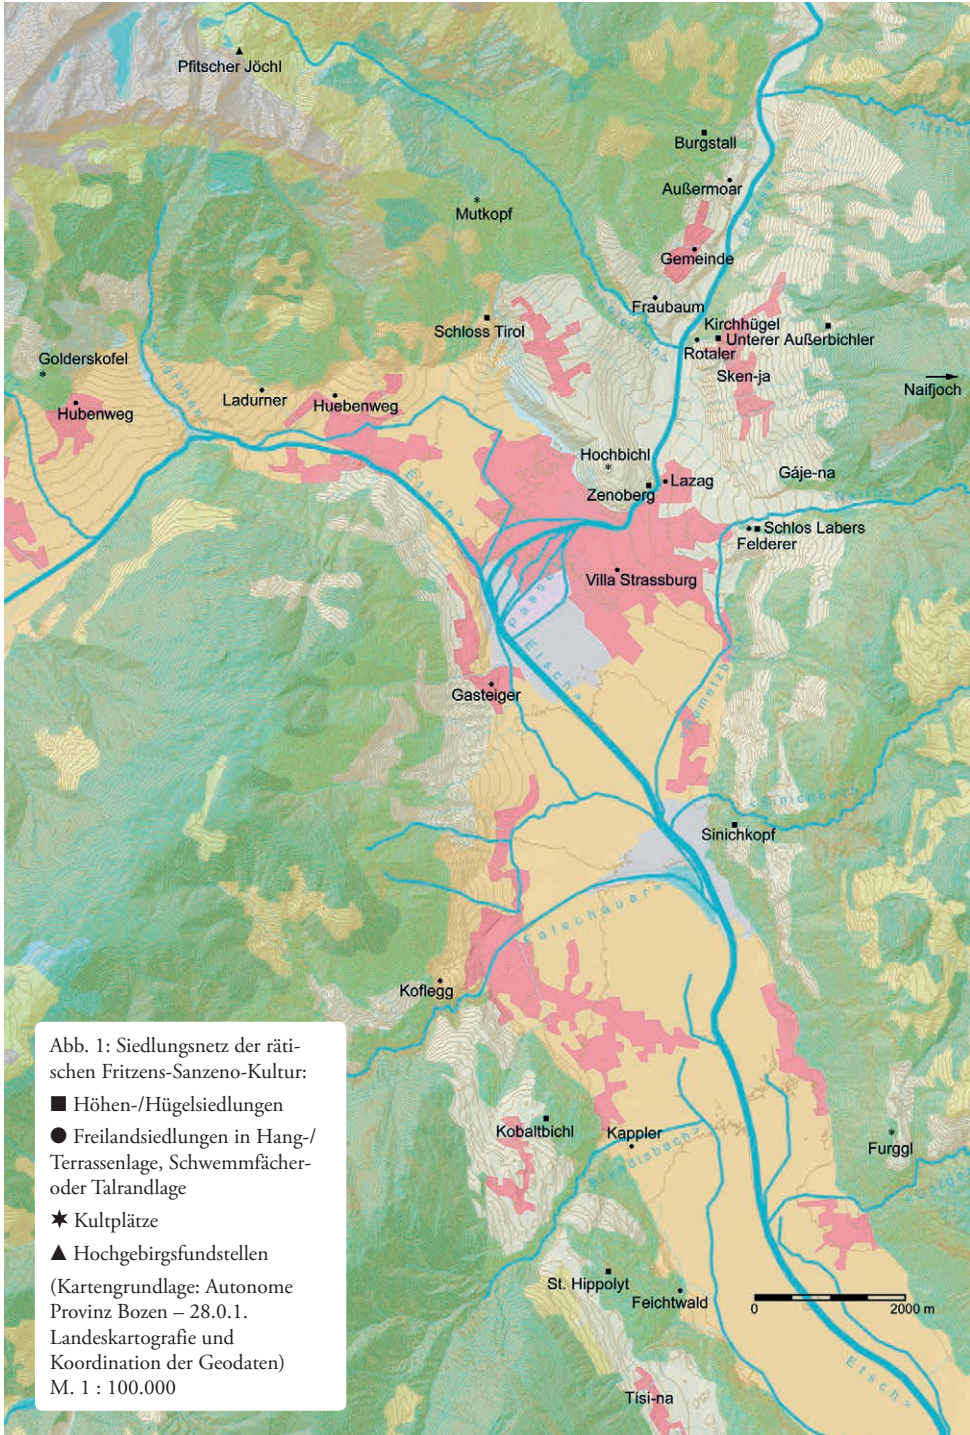 Pfitscher Jöchl
Burgstall
Außermoar
Mutkopf
Gemeinde
Fraubaum
Kirchhügel
Schloss Tirol
Unterer Außerbichler
Rotaler
Golderskofel
Sken-ja
Naifjoch
Ladurner
Huebenweg
Hubenweg
Hochbichl
Gáje-na
Lazag
Zenoberg
Etsch>
Schlos Labers
Felderer
Villa Strassburg
Etsch>
Gasteiger
<Sinichbach
Sinichkopf
Falschauer>
Koflegg
Abb. 1: Siedlungsnetz der räti-
schen Fritzens-Sanzeno-Kultur:
■ Höhen-/Hügelsiedlungen
● Freilandsiedlungen in Hang-/
Terrassenlage, Schwemmfächer-
oder Talrandlage
★ Kultplätze
▲ Hochgebirgsfundstellen
(Kartengrundlage: Autonome
Provinz Bozen – 28.0.1.
Landeskartografie und
Koordination der Geodaten)
M. 1 : 100.000
Kobaltbichl
Kappler
Furggl
St. Hippolyt
Feichtwald
0 2000 m
Etsch>
Tísi-na